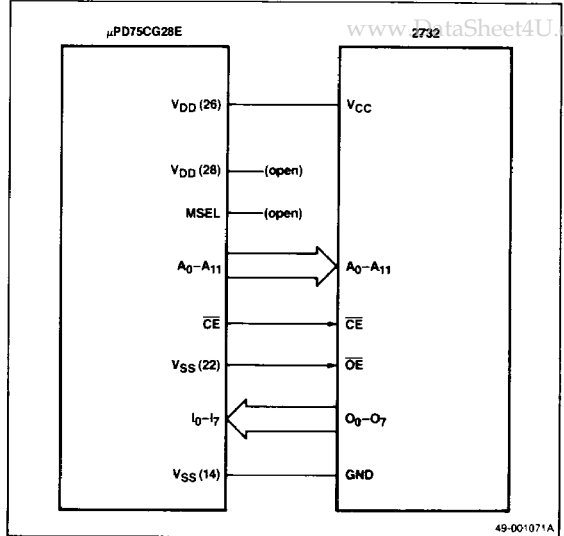 www.DataSheet4U.
μPD75CG28E 2732
VDD (26) VCC
VDD (28) (open)
MSEL (open)
A0–A11 A0–A11
CE CE
VSS (22) OE
I0–I7 O0–O7
VSS (14) GND
49-001071A